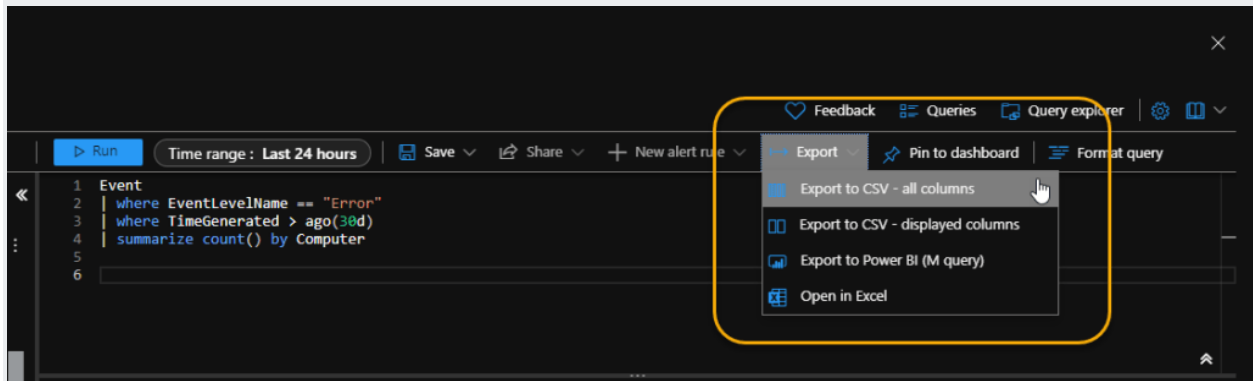 Feedback Queries Query explorer
Run Time range : Last 24 hours Save Share New alert rule Export Pin to dashboard Format query
1 Event
2 | where EventLevelName == "Error"
3 | where TimeGenerated > ago(30d)
4 | summarize count() by Computer
5
6
Export to CSV - all columns
Export to CSV - displayed columns
Export to Power BI (M query)
Open in Excel